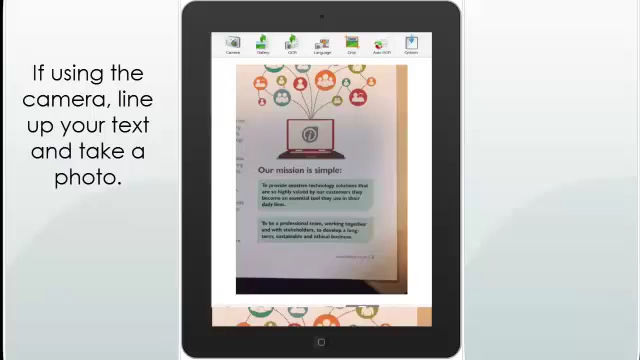 If using the
camera, line
up your text
and take a
photo.
Camera
Gallery
OCR
Language
Auto OCR
Options
Our mission is simple:
To provide assistive technology solutions that
are so highly valued by our customers they
become an essential tool they use in their
daily lives.
To be a professional team, working together
and with stakeholders, to develop a long-
term, sustainable and ethical business.